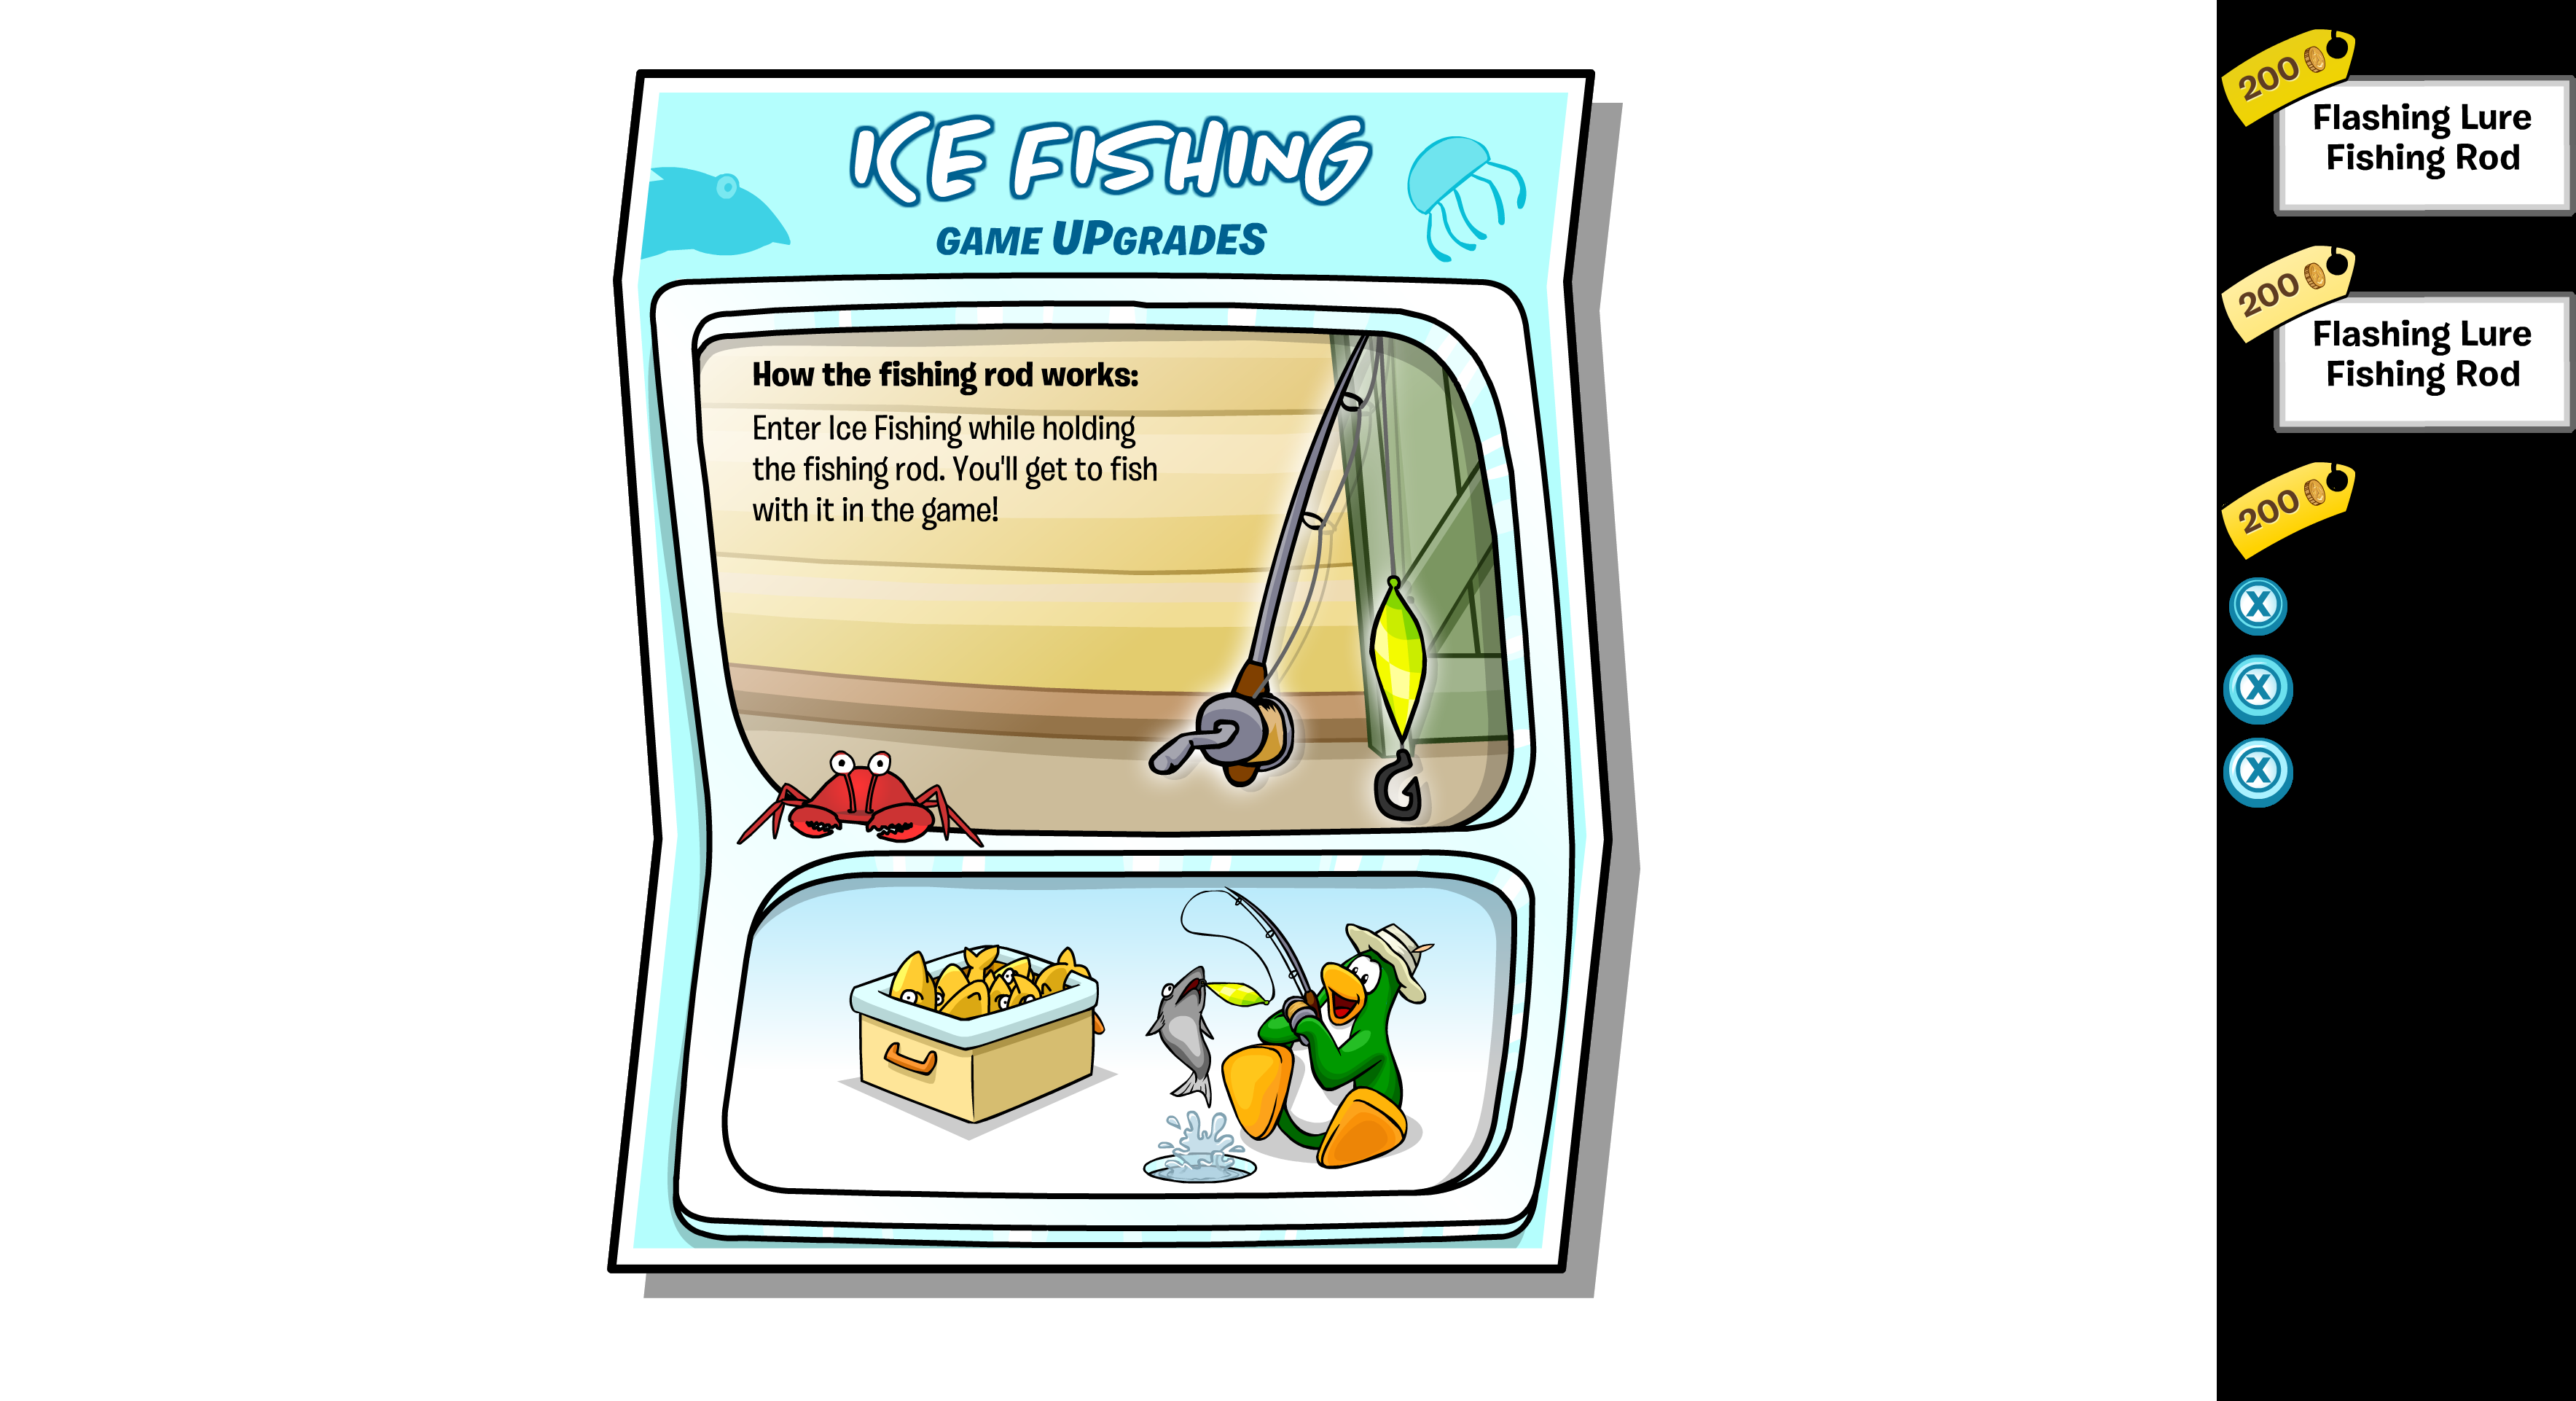 ICE FISHING
GAME UPGRADES
How the fishing rod works:
Enter Ice Fishing while holding
the fishing rod. You'll get to fish
with it in the game!
200
Flashing Lure
Fishing Rod
200
Flashing Lure
Fishing Rod
200
X
X
X